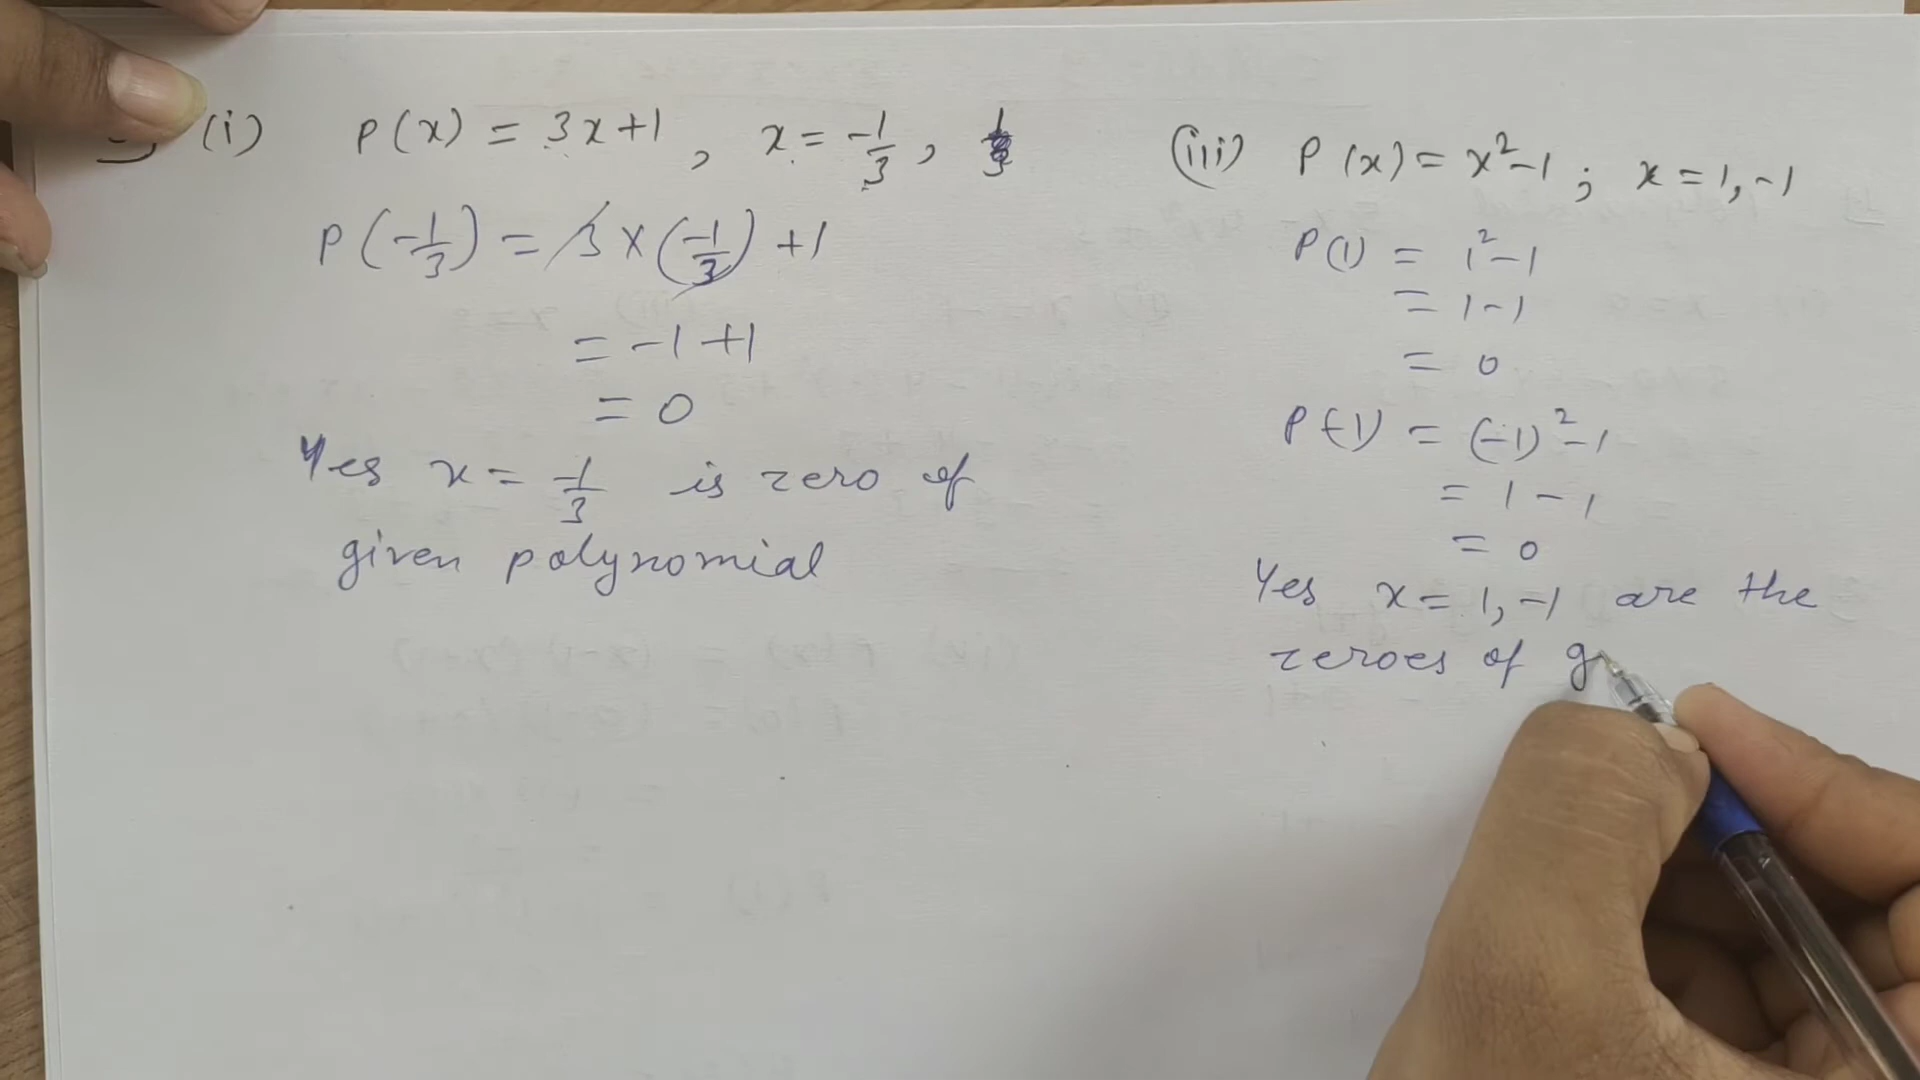 (i) P(x) = 3x+1, x = -1/3,
P(-1/3) = 3 × (-1/3) + 1
= -1 +1
= 0
Yes x = -1/3 is zero of
given polynomial
(iii) P(x) = x²-1; x = 1, -1
P(1) = 1²-1
= 1-1
= 0
P(-1) = (-1)²-1
= 1 - 1
= 0
Yes x = 1, -1 are the
zeroes of g